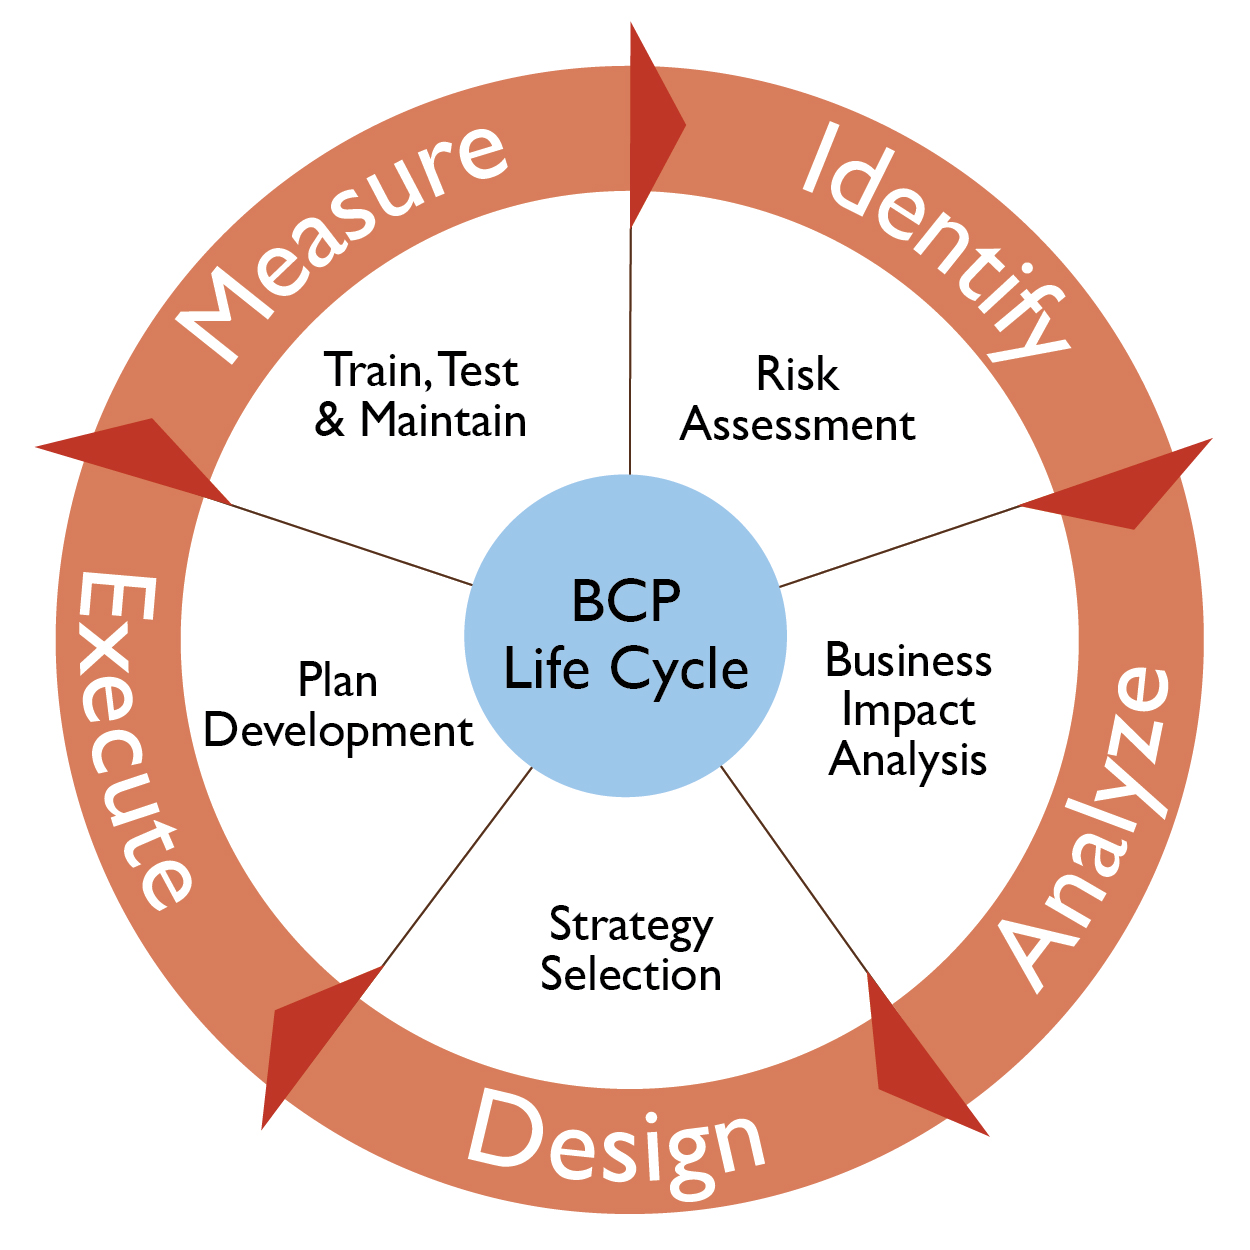 Measure
Identify
Train, Test
& Maintain
Risk
Assessment
BCP
Life Cycle
Execute
Plan
Development
Business
Impact
Analysis
Analyze
Strategy
Selection
Design